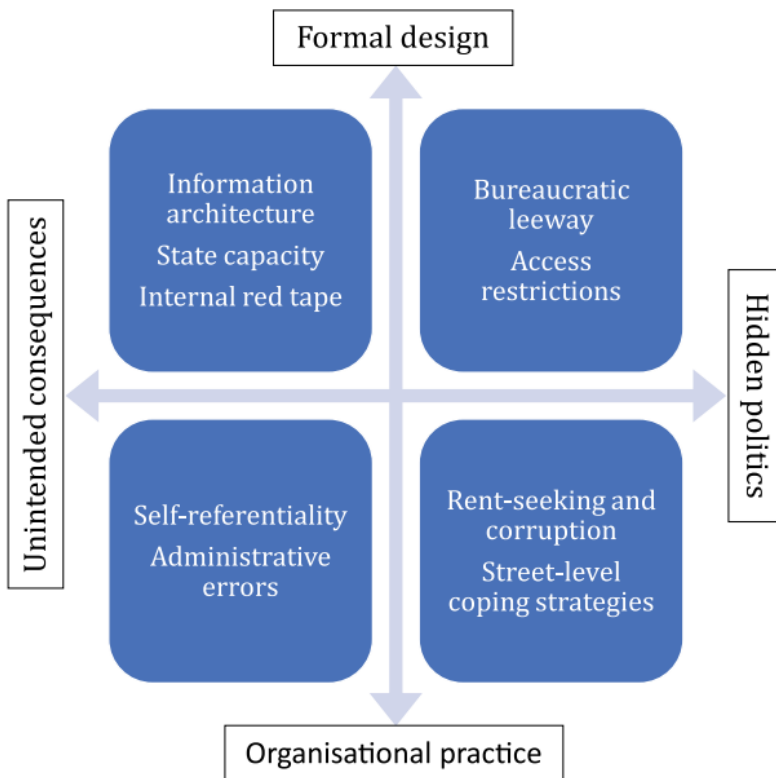 Formal design
Information
architecture
State capacity
Internal red tape
Bureaucratic
leeway
Access
restrictions
Unintended consequences
Hidden politics
Self-referentiality
Administrative
errors
Rent-seeking and
corruption
Street-level
coping strategies
Organisational practice